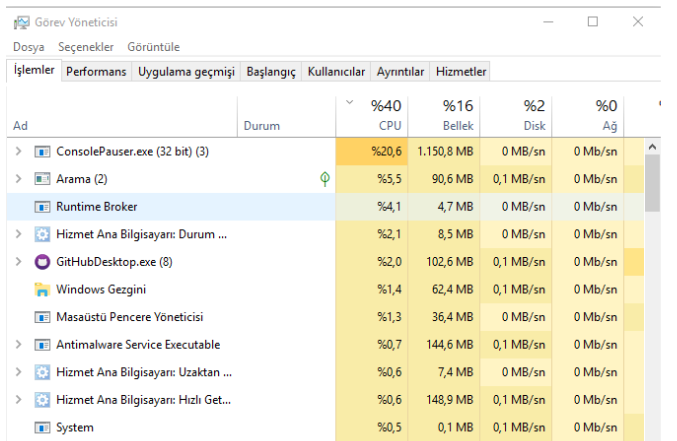 Görev Yöneticisi
Dosya Seçenekler Görüntüle
İşlemler Performans Uygulama geçmişi Başlangıç Kullanıcılar Ayrıntılar Hizmetler
%40 %16 %2 %0
Ad Durum CPU Bellek Disk Ağ
ConsolePauser.exe (32 bit) (3) %20,6 1.150,8 MB 0 MB/sn 0 Mb/sn
Arama (2) %5,5 90,6 MB 0,1 MB/sn 0 Mb/sn
Runtime Broker %4,1 4,7 MB 0 MB/sn 0 Mb/sn
Hizmet Ana Bilgisayarı: Durum ... %2,1 8,5 MB 0 MB/sn 0 Mb/sn
GitHubDesktop.exe (8) %2,0 102,6 MB 0,1 MB/sn 0 Mb/sn
Windows Gezgini %1,4 62,4 MB 0,1 MB/sn 0 Mb/sn
Masaüstü Pencere Yöneticisi %1,3 36,4 MB 0 MB/sn 0 Mb/sn
Antimalware Service Executable %0,7 144,6 MB 0,1 MB/sn 0 Mb/sn
Hizmet Ana Bilgisayarı: Uzaktan ... %0,6 7,4 MB 0 MB/sn 0 Mb/sn
Hizmet Ana Bilgisayarı: Hızlı Get... %0,6 148,9 MB 0,1 MB/sn 0 Mb/sn
System %0,5 0,1 MB 0,1 MB/sn 0 Mb/sn